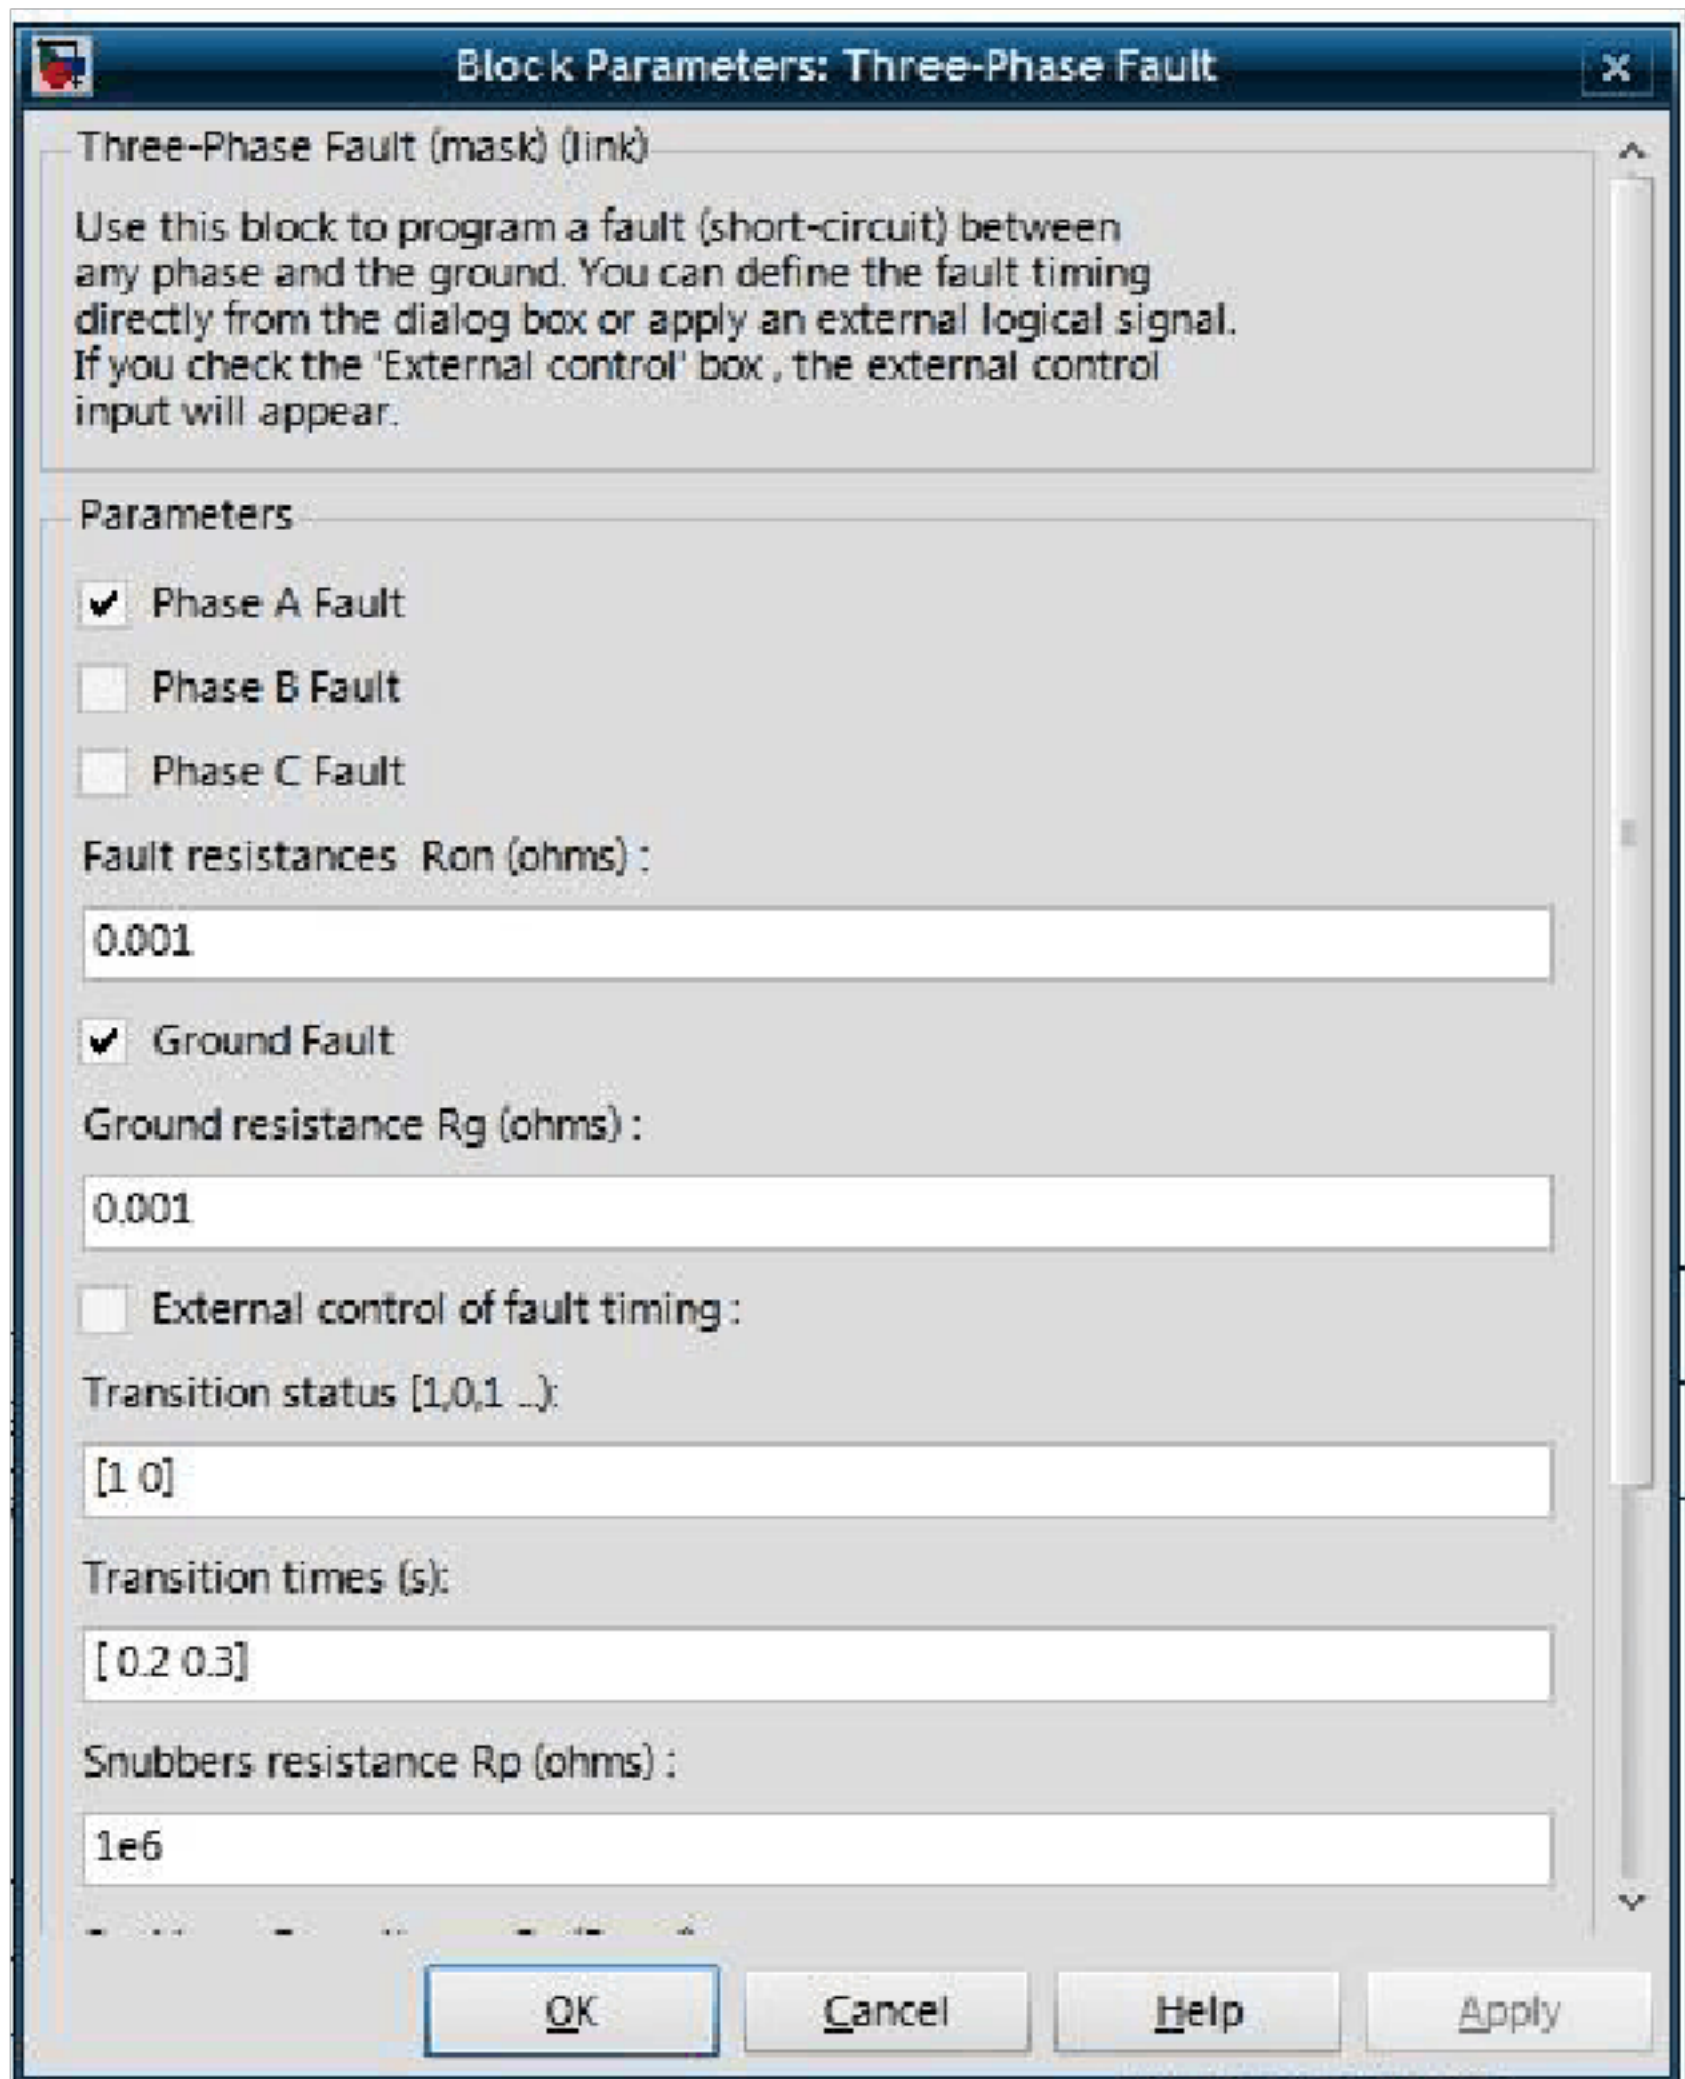 Block Parameters: Three-Phase Fault
Three-Phase Fault (mask) (link)
Use this block to program a fault (short-circuit) between
any phase and the ground. You can define the fault timing
directly from the dialog box or apply an external logical signal.
If you check the 'External control' box , the external control
input will appear.
Parameters
Phase A Fault
Phase B Fault
Phase C Fault
Fault resistances Ron (ohms) :
0.001
Ground Fault
Ground resistance Rg (ohms) :
0.001
External control of fault timing :
Transition status [1,0,1 ...):
[1 0]
Transition times (s):
[ 0.2 0.3]
Snubbers resistance Rp (ohms) :
1e6
OK
Cancel
Help
Apply